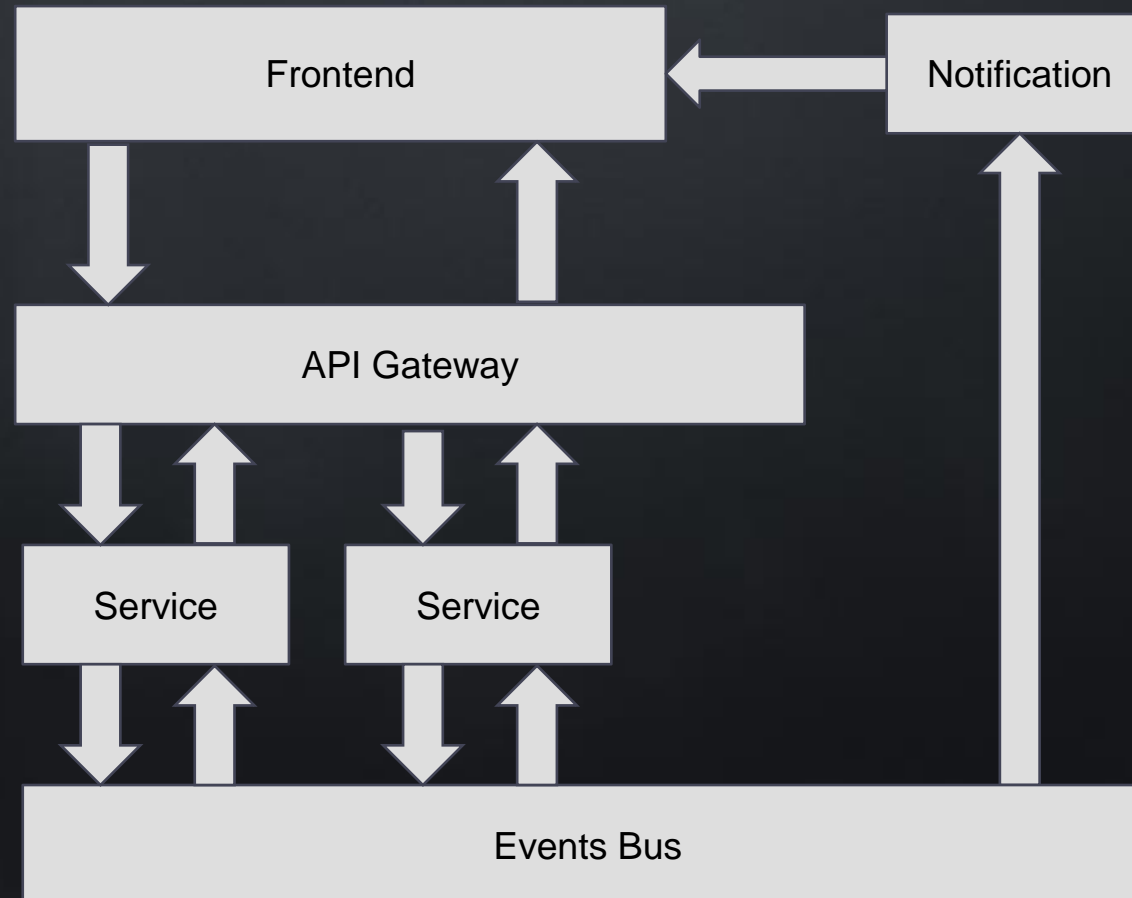 Frontend
Notification
API Gateway
Service
Service
Events Bus